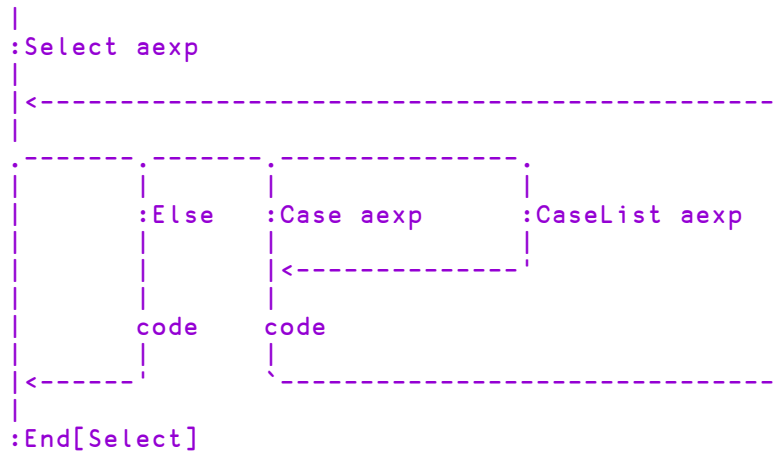 :Select aexp
:Else :Case aexp :CaseList aexp
code code
:End[Select]